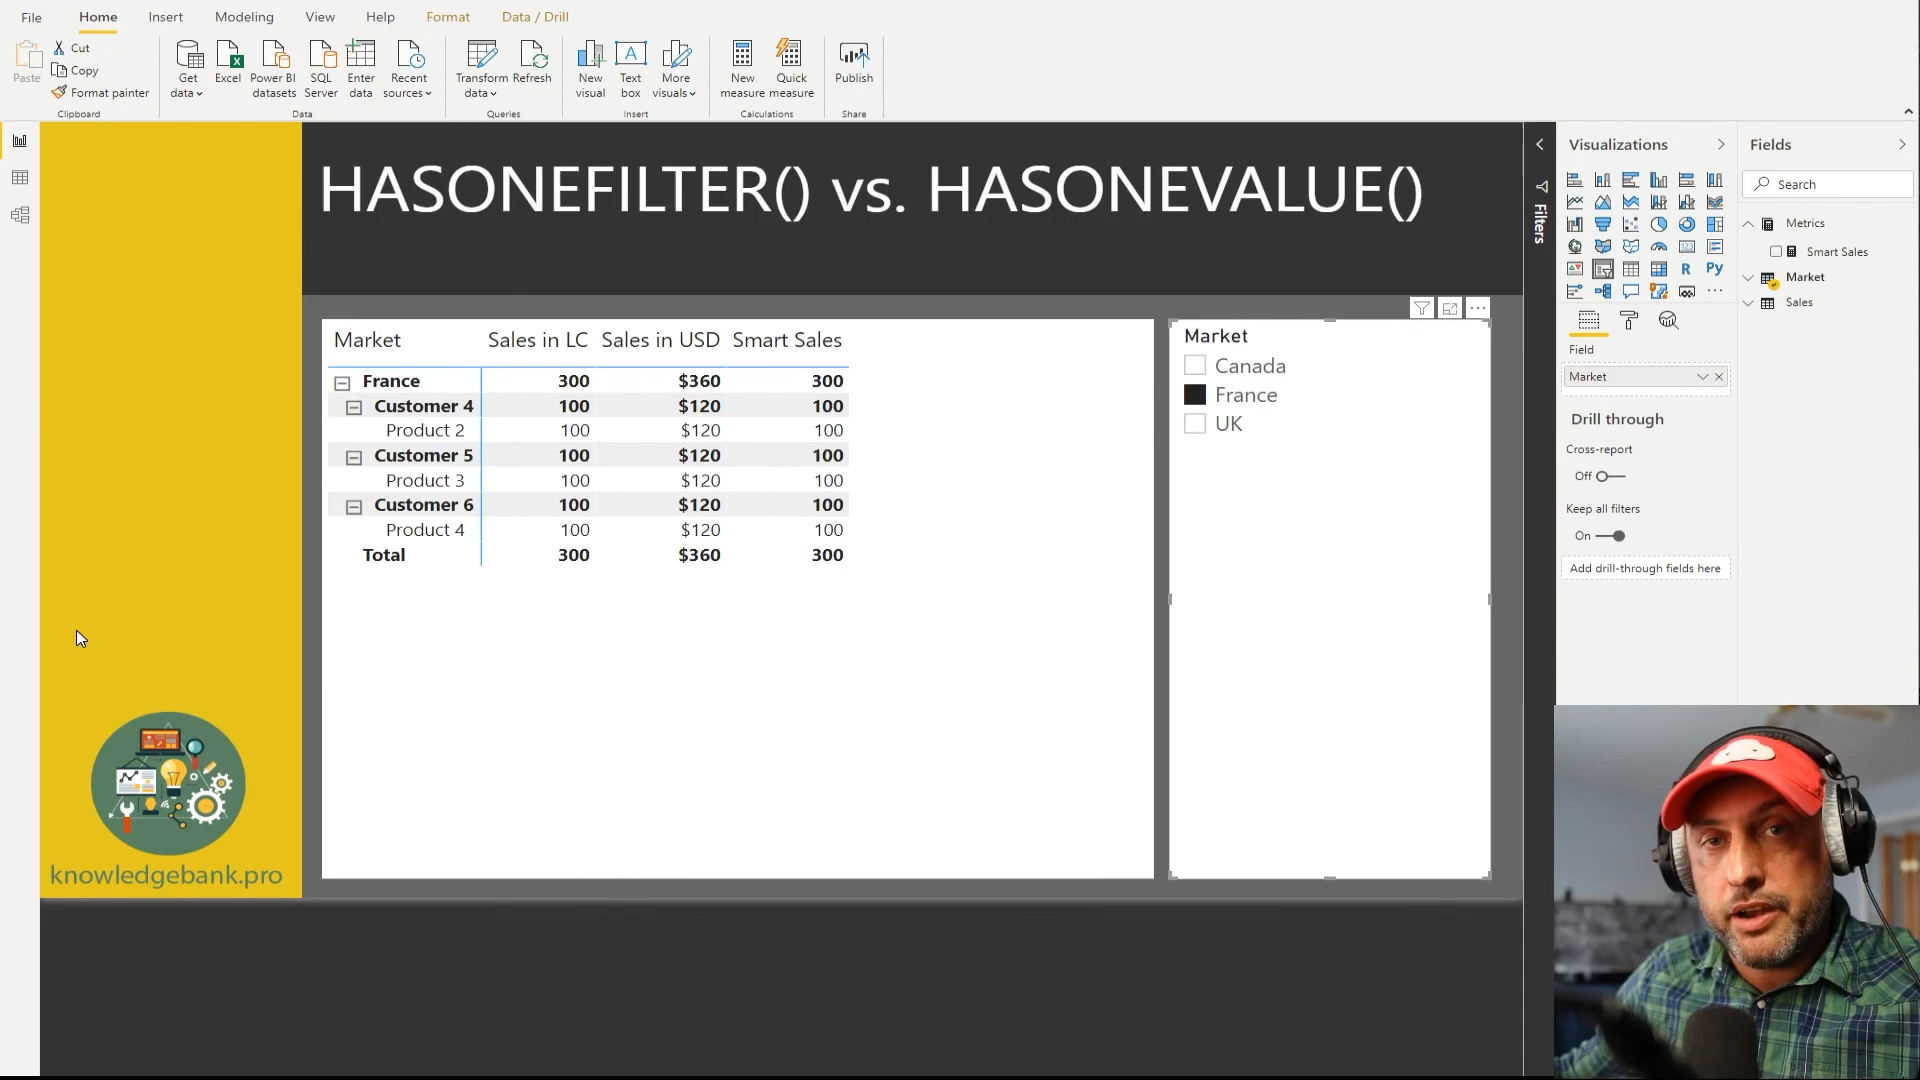 File Home Insert Modeling View Help Format Data / Drill
Paste
Cut
Copy
Format painter
Clipboard
Get data
Excel
Power BI datasets
SQL Server
Enter data
Recent sources
Data
Transform data
Refresh
Queries
New visual
Text box
More visuals
Insert
New measure
Quick measure
Calculations
Publish
Share
HASONEFILTER() vs. HASONEVALUE()
Market Sales in LC Sales in USD Smart Sales
France 300 $360 300
Customer 4 100 $120 100
Product 2 100 $120 100
Customer 5 100 $120 100
Product 3 100 $120 100
Customer 6 100 $120 100
Product 4 100 $120 100
Total 300 $360 300
Market
Canada
France
UK
knowledgebank.pro
Filters
Visualizations
R
Py
123
Field
Market
Drill through
Cross-report
Off
Keep all filters
On
Add drill-through fields here
Fields
Search
Metrics
Smart Sales
Market
Sales